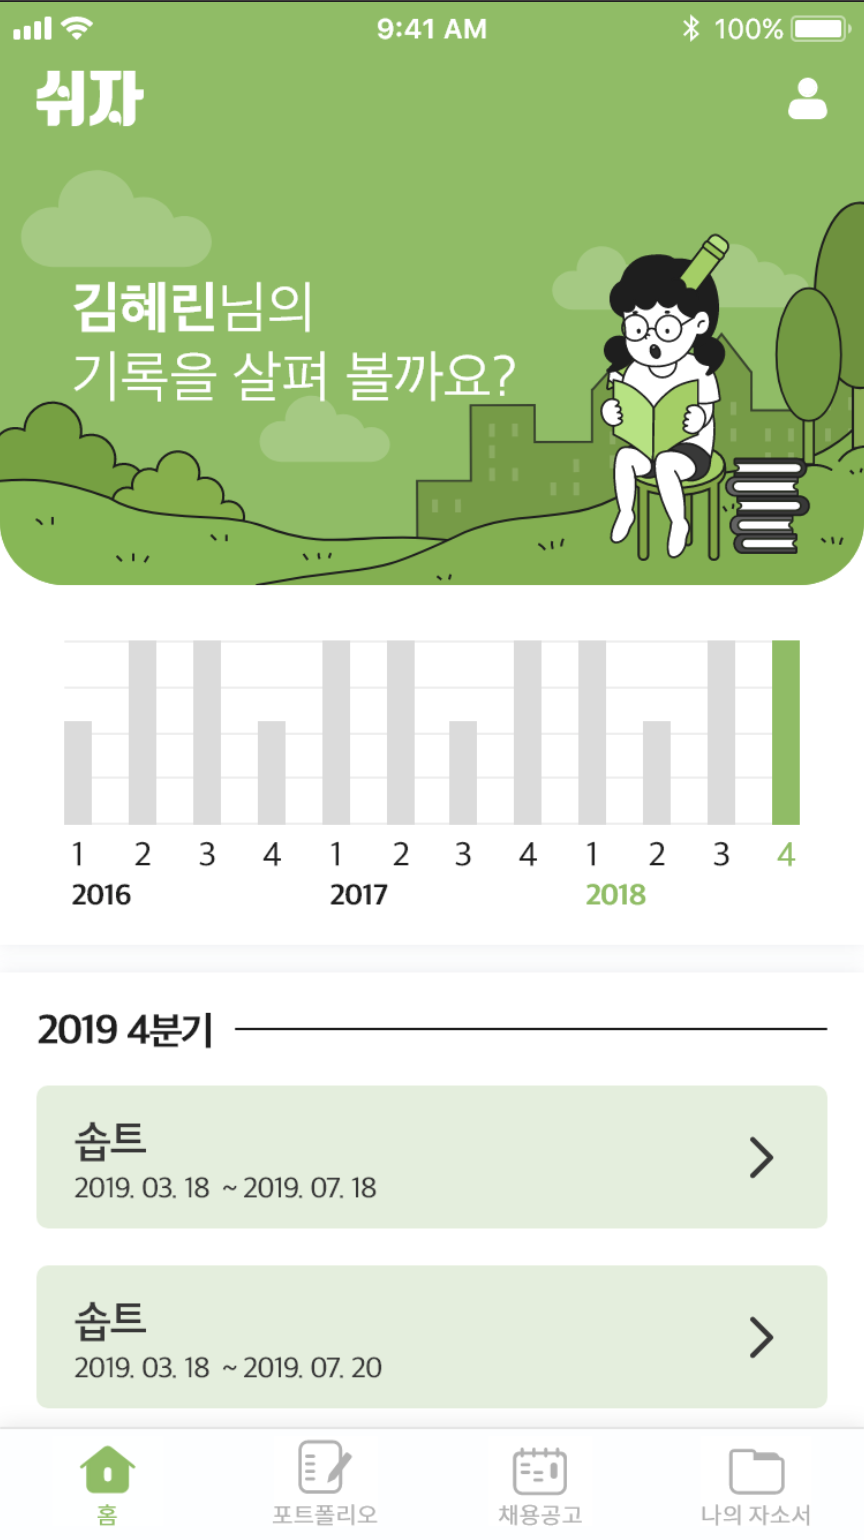 9:41 AM 100%
쉬자
김혜린님의
기록을 살펴 볼까요?
1 2 3 4 1 2 3 4 1 2 3 4
2016 2017 2018
2019 4분기
솝트
2019. 03. 18 ~ 2019. 07. 18
솝트
2019. 03. 18 ~ 2019. 07. 20
홈 포트폴리오 채용공고 나의 자소서